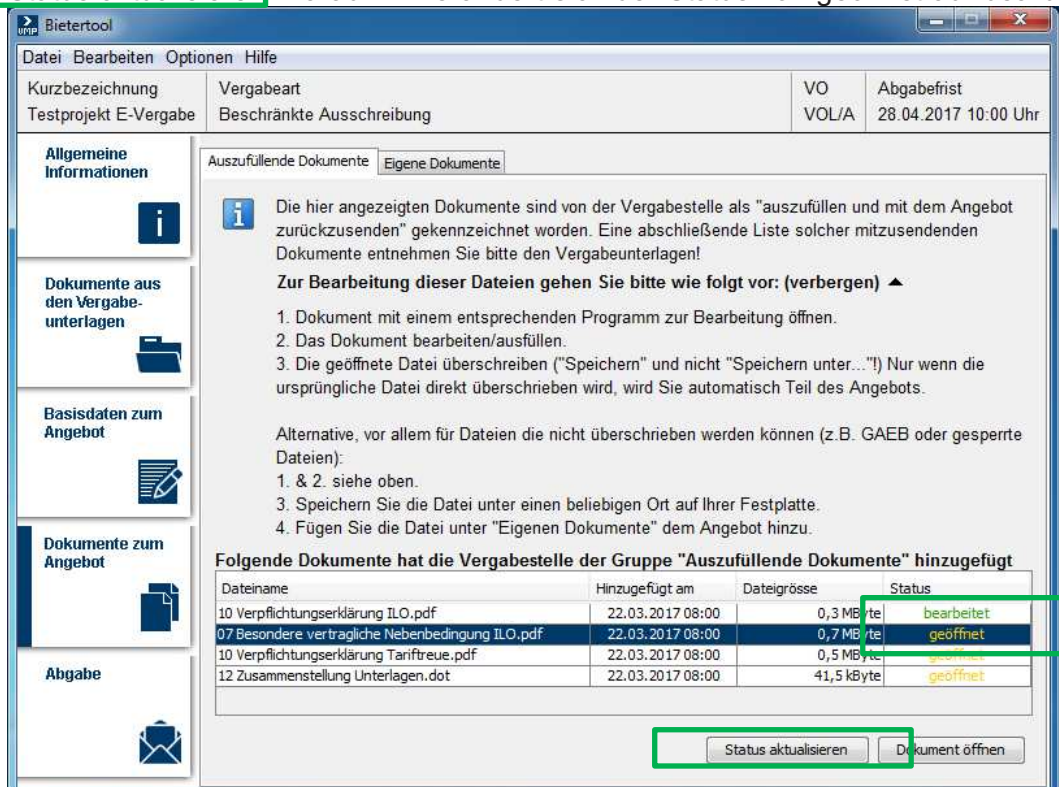 Bietertool
Datei Bearbeiten Optionen Hilfe
Kurzbezeichnung Vergabeart VO Abgabefrist
Testprojekt E-Vergabe Beschränkte Ausschreibung VOL/A 28.04.2017 10:00 Uhr
Allgemeine
Informationen
Dokumente aus
den Vergabe-
unterlagen
Basisdaten zum
Angebot
Dokumente zum
Angebot
Abgabe
Auszufüllende Dokumente Eigene Dokumente
Die hier angezeigten Dokumente sind von der Vergabestelle als "auszufüllen und mit dem Angebot
zurückzusenden" gekennzeichnet worden. Eine abschließende Liste solcher mitzusendenden
Dokumente entnehmen Sie bitte den Vergabeunterlagen!
Zur Bearbeitung dieser Dateien gehen Sie bitte wie folgt vor: (verbergen) ▲
1. Dokument mit einem entsprechenden Programm zur Bearbeitung öffnen.
2. Das Dokument bearbeiten/ausfüllen.
3. Die geöffnete Datei überschreiben ("Speichern" und nicht "Speichern unter..."!) Nur wenn die
ursprüngliche Datei direkt überschrieben wird, wird Sie automatisch Teil des Angebots.
Alternative, vor allem für Dateien die nicht überschrieben werden können (z.B. GAEB oder gesperrte
Dateien):
1. & 2. siehe oben.
3. Speichern Sie die Datei unter einen beliebigen Ort auf Ihrer Festplatte.
4. Fügen Sie die Datei unter "Eigenen Dokumente" dem Angebot hinzu.
Folgende Dokumente hat die Vergabestelle der Gruppe "Auszufüllende Dokumente" hinzugefügt
Dateiname Hinzugefügt am Dateigrösse Status
10 Verpflichtungserklärung ILO.pdf 22.03.2017 08:00 0,3 MByte bearbeitet
07 Besondere vertragliche Nebenbedingung ILO.pdf 22.03.2017 08:00 0,7 MByte geöffnet
10 Verpflichtungserklärung Tariftreue.pdf 22.03.2017 08:00 0,5 MByte geöffnet
12 Zusammenstellung Unterlagen.dot 22.03.2017 08:00 41,5 kByte geöffnet
Status aktualisieren Dokument öffnen